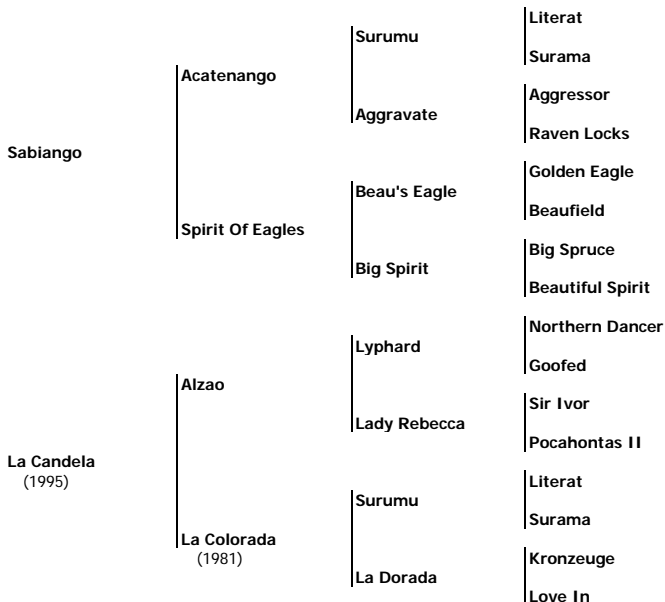 Literat
Surumu
Surama
Acatenango
Aggressor
Aggravate
Raven Locks
Sabiango
Golden Eagle
Beau's Eagle
Beaufield
Spirit Of Eagles
Big Spruce
Big Spirit
Beautiful Spirit
Northern Dancer
Lyphard
Goofed
Alzao
Sir Ivor
Lady Rebecca
Pocahontas II
La Candela
(1995)
Literat
Surumu
Surama
La Colorada
(1981)
Kronzeuge
La Dorada
Love In